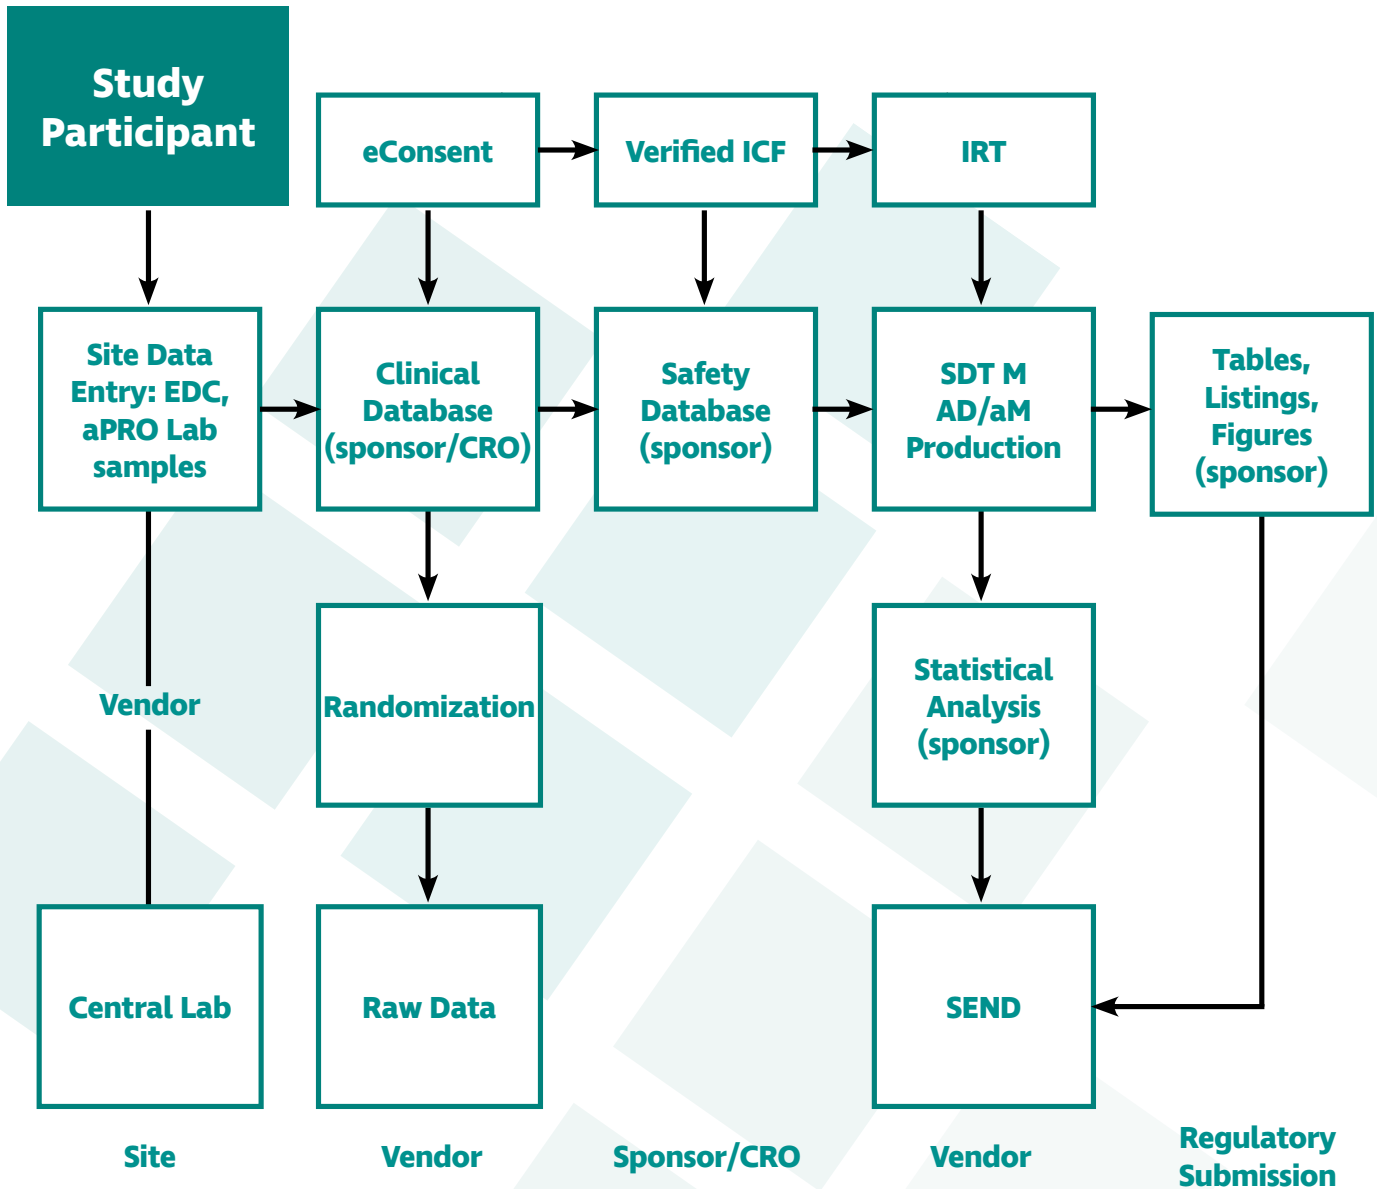 Study
Participant
eConsent
Verified ICF
IRT
Site Data
Entry: EDC,
aPRO Lab
samples
Clinical
Database
(sponsor/CRO)
Safety
Database
(sponsor)
SDT M
AD/aM
Production
Tables,
Listings,
Figures
(sponsor)
Vendor
Randomization
Statistical
Analysis
(sponsor)
Central Lab
Raw Data
SEND
Site
Vendor
Sponsor/CRO
Vendor
Regulatory
Submission